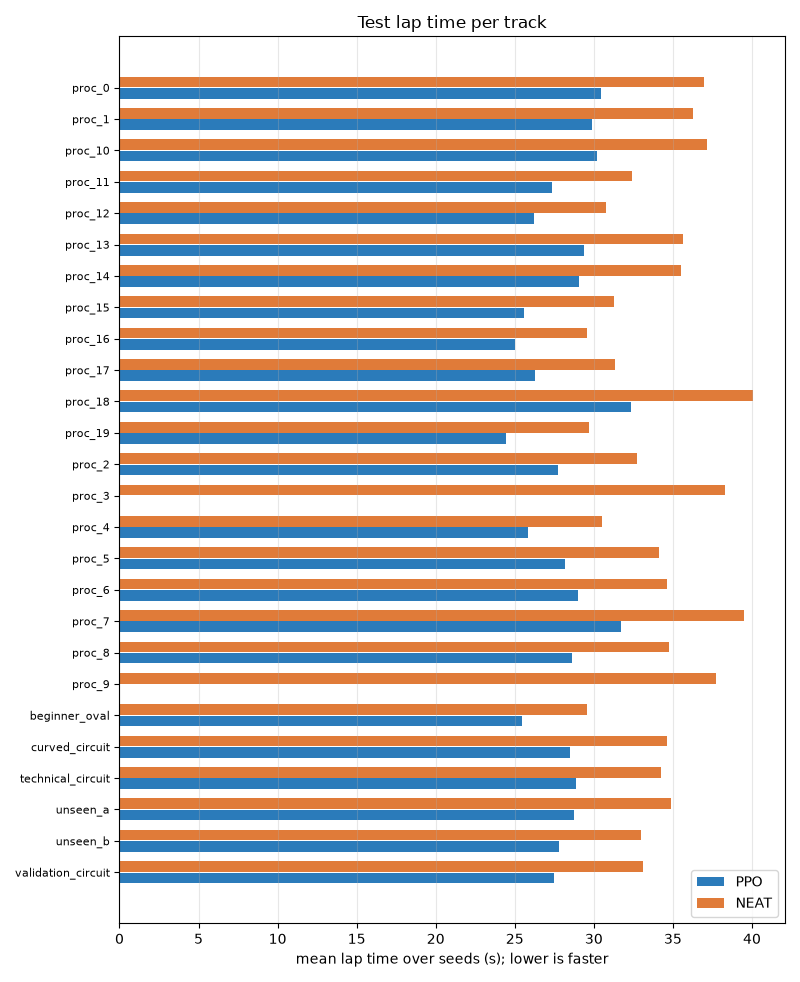 Test lap time per track
proc_0
proc_1
proc_10
proc_11
proc_12
proc_13
proc_14
proc_15
proc_16
proc_17
proc_18
proc_19
proc_2
proc_3
proc_4
proc_5
proc_6
proc_7
proc_8
proc_9
beginner_oval
curved_circuit
technical_circuit
unseen_a
unseen_b
validation_circuit
PPO
NEAT
0 5 10 15 20 25 30 35 40
mean lap time over seeds (s); lower is faster